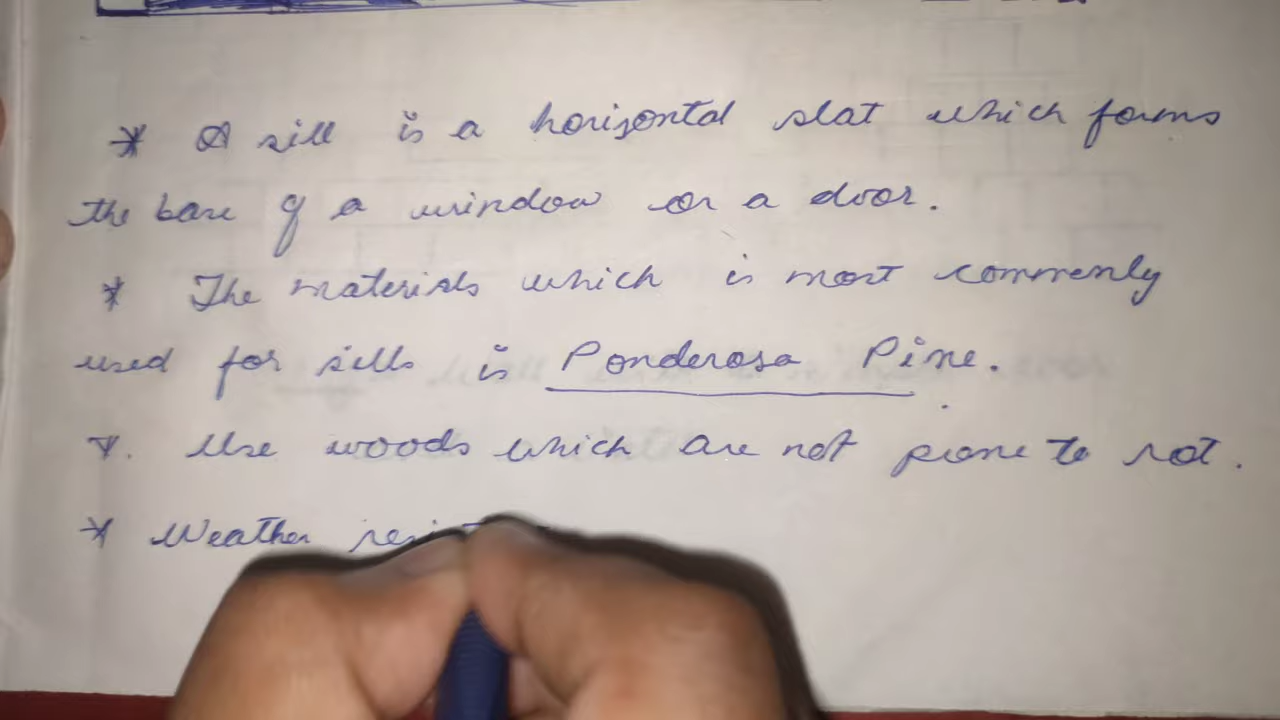 * A sill is a horizontal slat which forms
the base of a window or a door.
* The materials which is most commonly
used for sills is Ponderosa Pine.
* Use woods which are not prone to rot.
* Weather